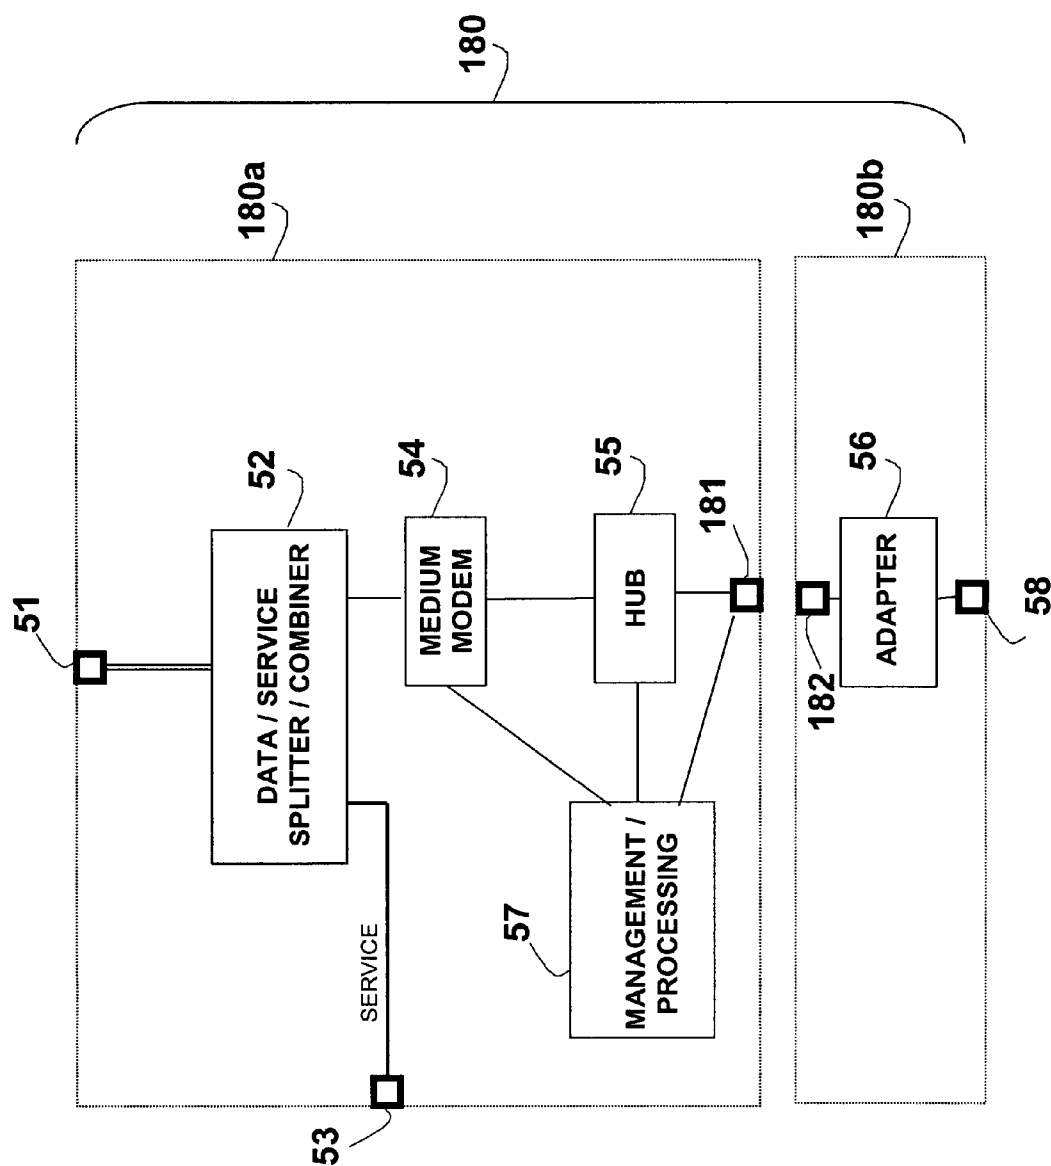 180
180a
180b
51
52
DATA / SERVICE
SPLITTER / COMBINER
54
MEDIUM
MODEM
55
HUB
181
182
56
ADAPTER
58
57
MANAGEMENT /
PROCESSING
SERVICE
53